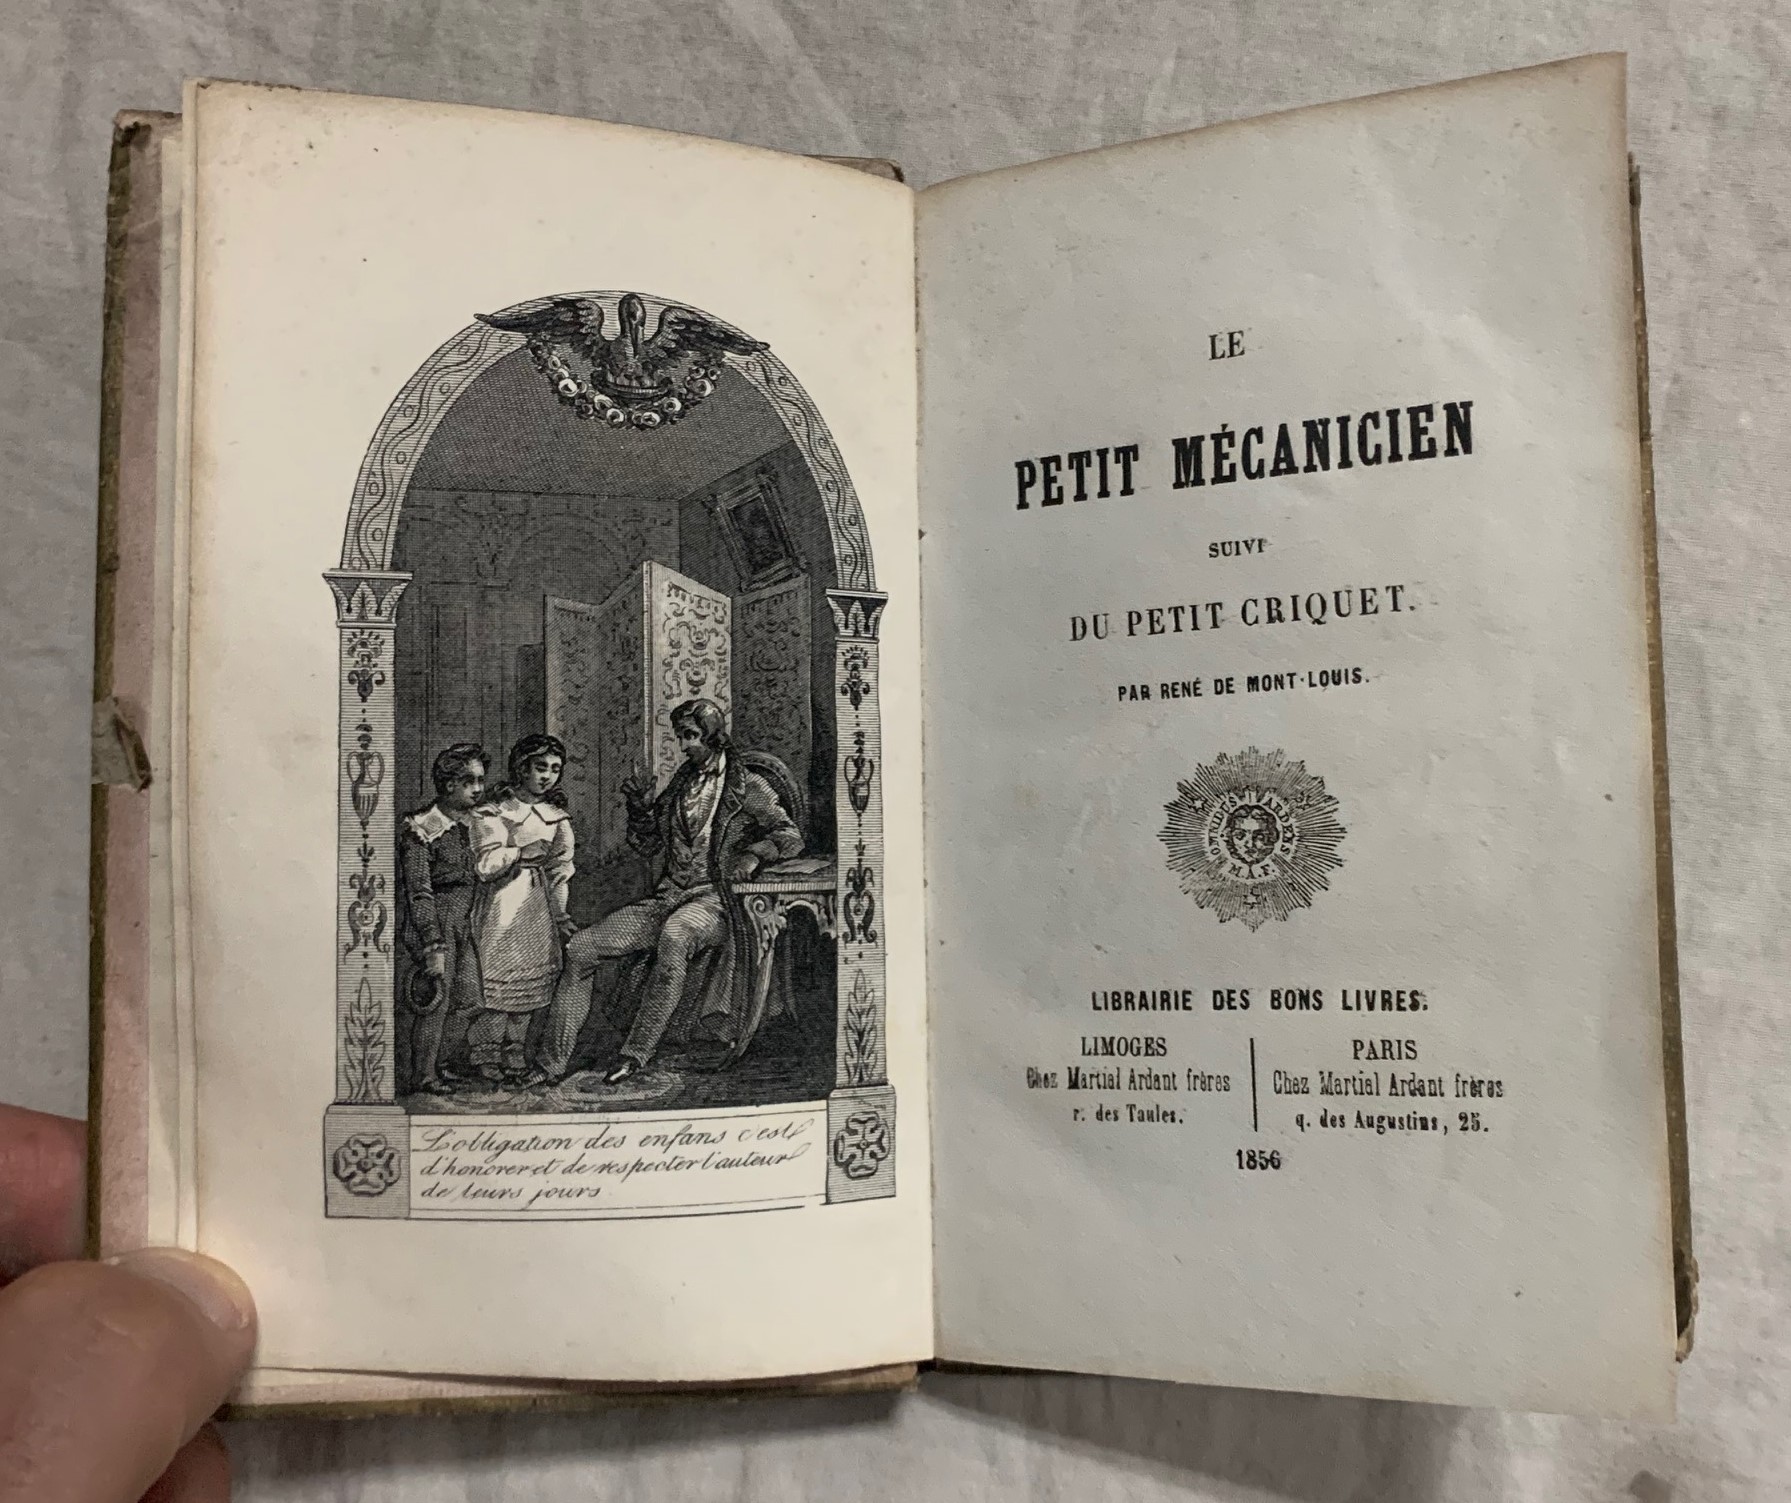 L'obligation des enfans c'est
d'honorer et de respecter l'auteur
de leurs jours
LE
PETIT MÉCANICIEN
SUIVI
DU PETIT CRIQUET.
PAR RENÉ DE MONT-LOUIS.
OMNIBUS ARDENS
M.A.F.
LIBRAIRIE DES BONS LIVRES.
LIMOGES
Chez Martial Ardant frères
r. des Taules.
PARIS
Chez Martial Ardant frères
q. des Augustins, 25.
1856